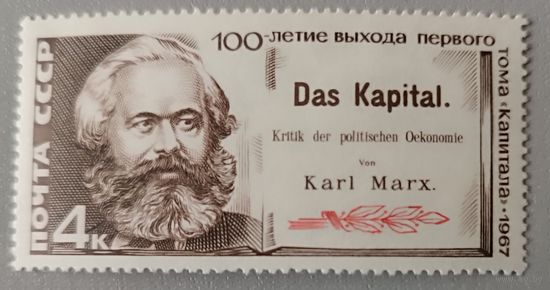 100-летие выхода первого
тома «Капитала»·1967
Das Kapital.
Kritik der politischen Oekonomie
Von
Karl Marx.
ПОЧТА СССР
4к